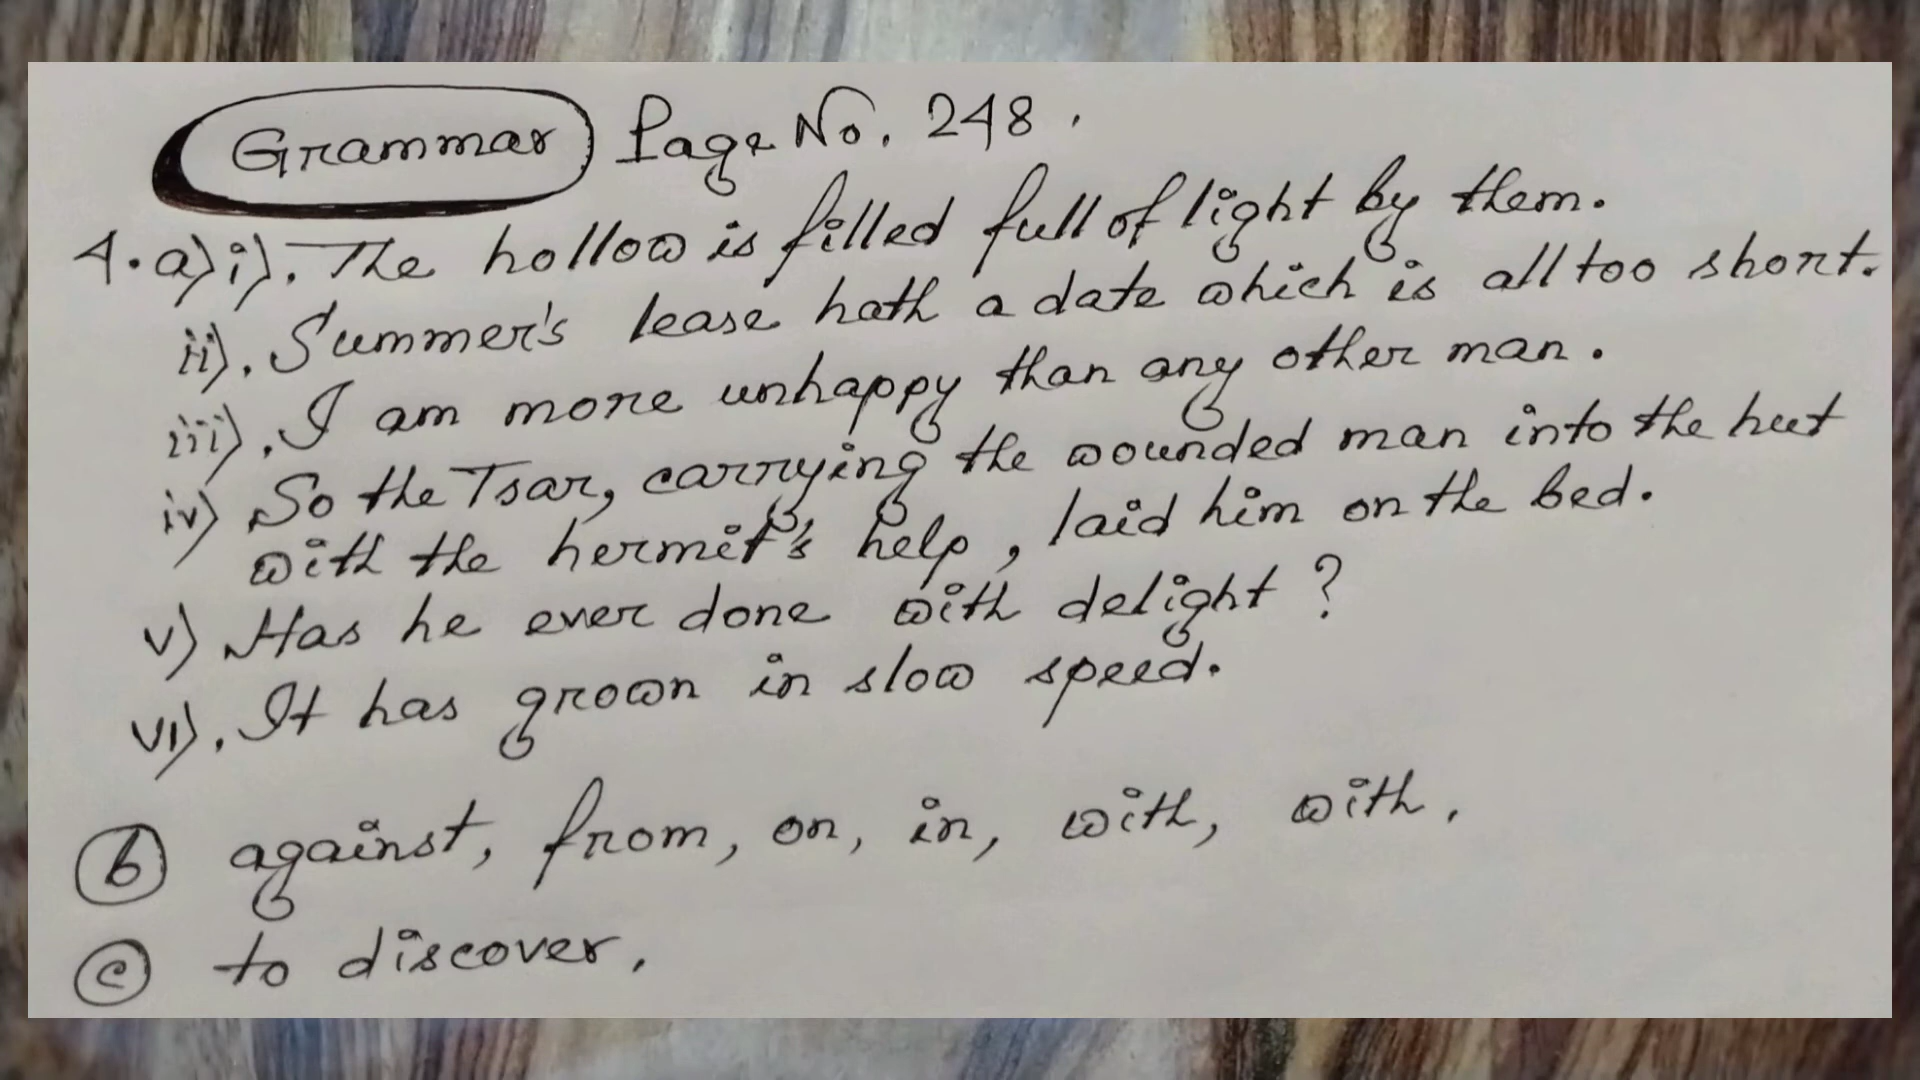 Grammar Page No. 248.
4. a) i). The hollow is filled full of light by them.
ii). Summer's lease hath a date which is all too short.
iii). I am more unhappy than any other man.
iv) So the Tsar, carrying the wounded man into the hut
with the hermit's help, laid him on the bed.
v) Has he ever done with delight?
vi). It has grown in slow speed.
b against, from, on, in, with, with.
c to discover.